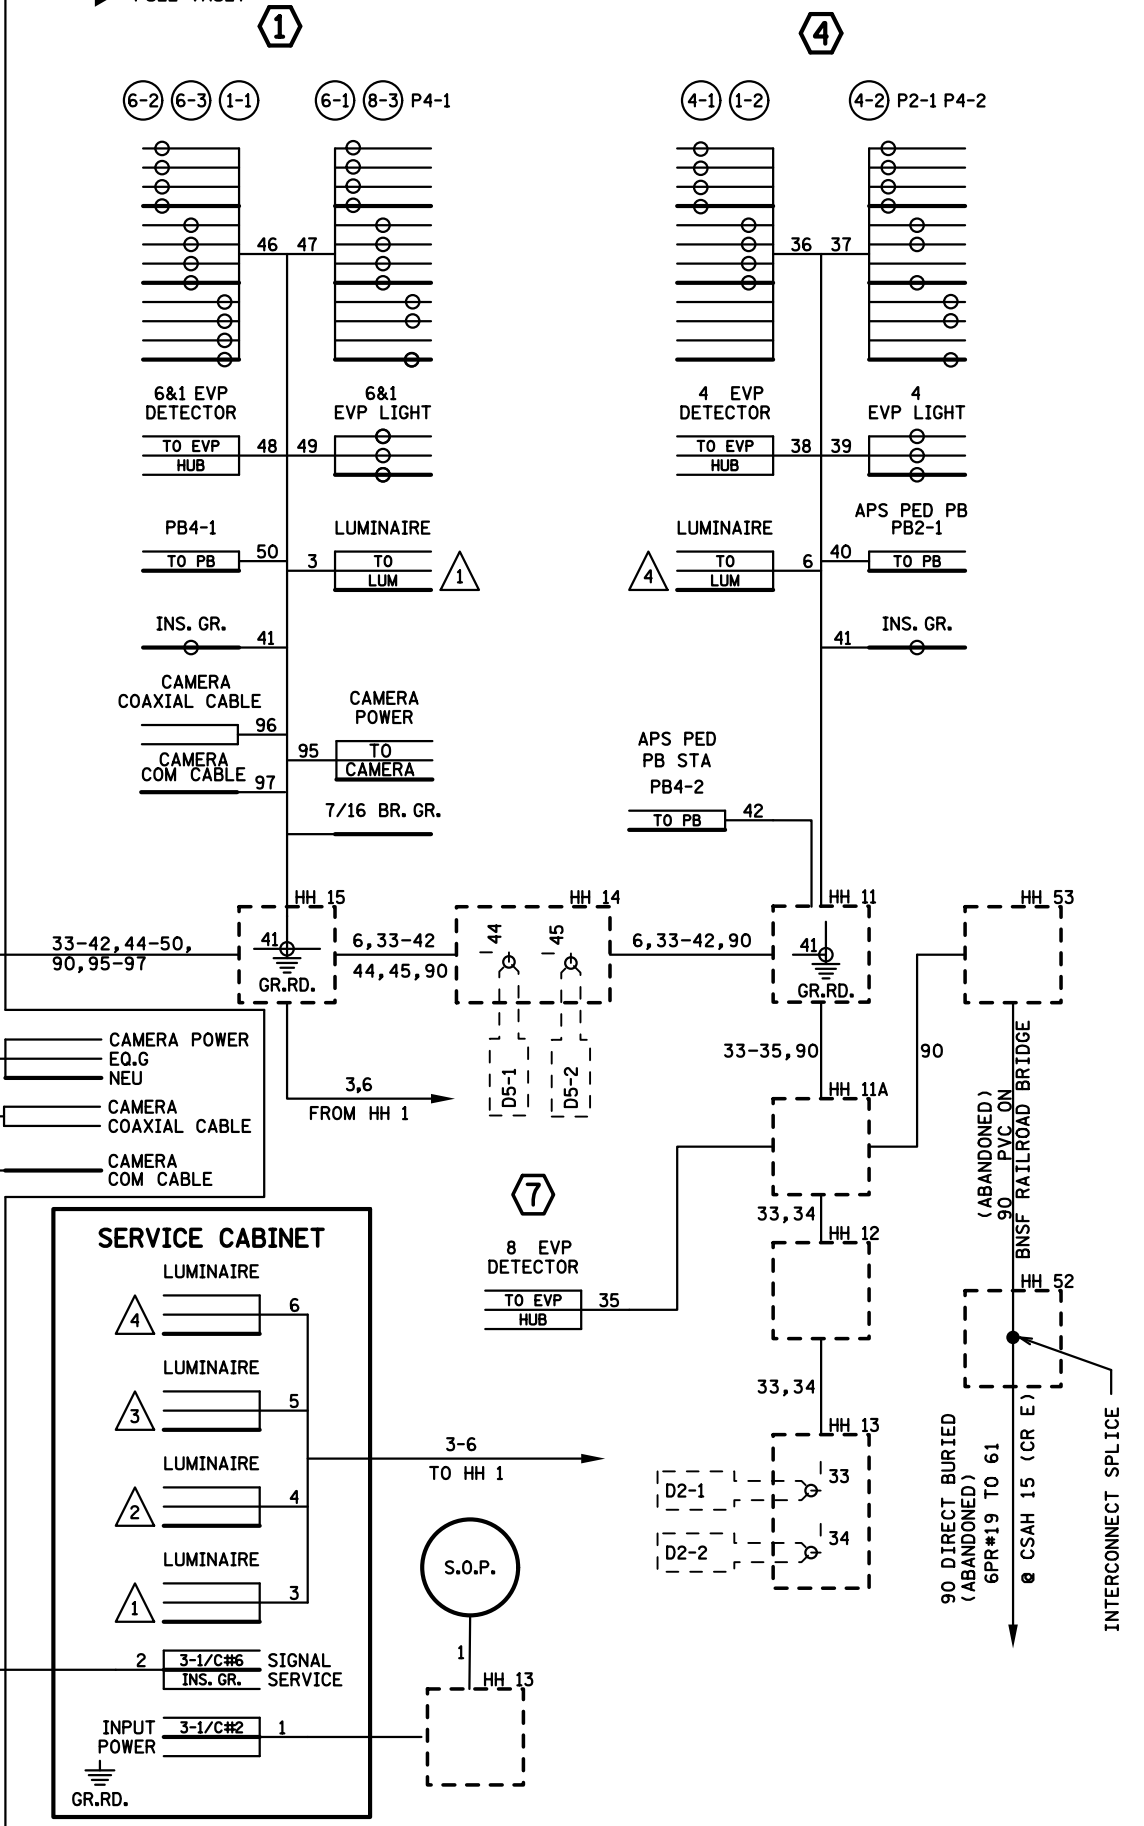 1
4
6-2 6-3 1-1
6-1 8-3 P4-1
4-1 1-2
4-2 P2-1 P4-2
46 47
36 37
6&1 EVP
DETECTOR
TO EVP
HUB
48 49
6&1
EVP LIGHT
4 EVP
DETECTOR
TO EVP
HUB
38 39
4
EVP LIGHT
PB4-1
TO PB
50
LUMINAIRE
3
TO
LUM
1
LUMINAIRE
4
TO
LUM
6
APS PED PB
PB2-1
40
TO PB
INS. GR.
41
INS. GR.
41
CAMERA
COAXIAL CABLE
96
CAMERA
COM CABLE
97
CAMERA
POWER
95
TO
CAMERA
7/16 BR. GR.
APS PED
PB STA
PB4-2
TO PB
42
HH 15
41
GR.RD.
33-42,44-50,
90,95-97
6,33-42
44,45,90
HH 14
44
45
D5-1
D5-2
6,33-42,90
HH 11
41
GR.RD.
HH 53
CAMERA POWER
EQ.G
NEU
CAMERA
COAXIAL CABLE
CAMERA
COM CABLE
3,6
FROM HH 1
33-35,90
90
HH 11A
(ABANDONED)
90 PVC ON
BNSF RAILROAD BRIDGE
7
8 EVP
DETECTOR
TO EVP
HUB
35
33,34
HH 12
HH 52
33,34
HH 13
D2-1
33
D2-2
34
90 DIRECT BURIED
(ABANDONED)
6PR#19 TO 61
@ CSAH 15 (CR E)
INTERCONNECT SPLICE
SERVICE CABINET
LUMINAIRE
4
6
LUMINAIRE
3
5
LUMINAIRE
2
4
LUMINAIRE
1
3
3-6
TO HH 1
2
3-1/C#6
INS. GR.
SIGNAL
SERVICE
INPUT
POWER
3-1/C#2
1
GR.RD.
S.O.P.
1
HH 13